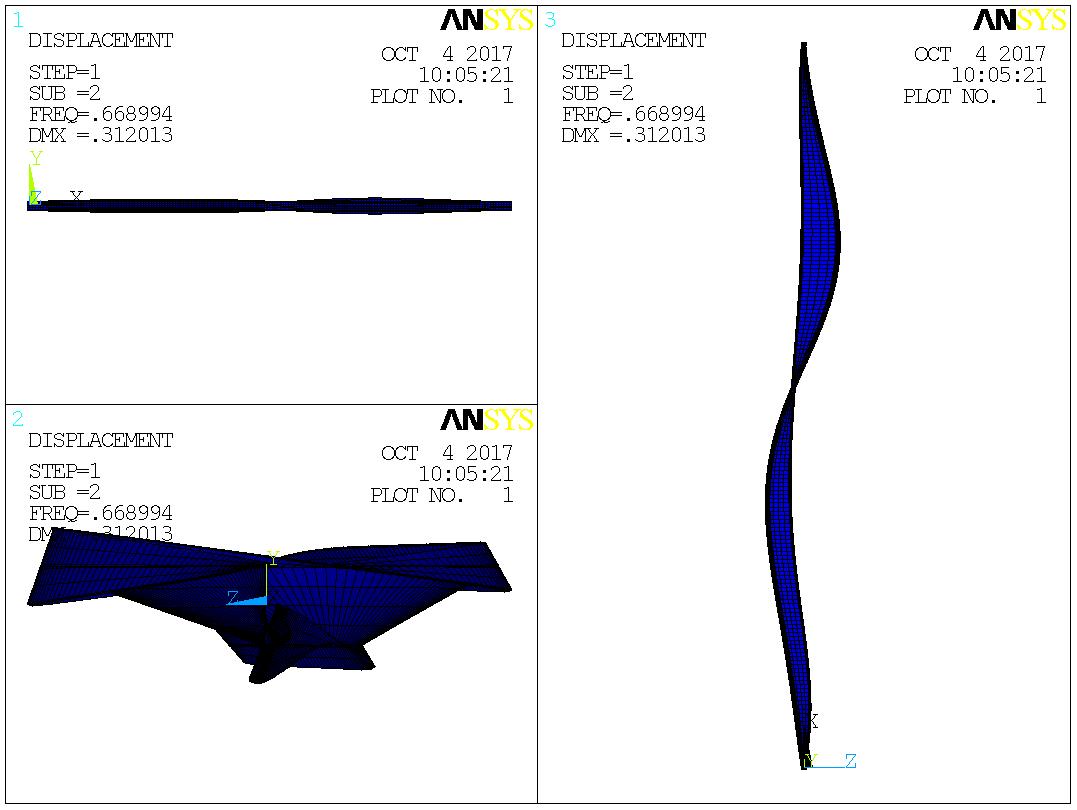 1
ANSYS
DISPLACEMENT
STEP=1
SUB =2
FREQ=.668994
DMX =.312013
OCT 4 2017
10:05:21
PLOT NO. 1
Y
Z X
2
ANSYS
DISPLACEMENT
STEP=1
SUB =2
FREQ=.668994
DMX =.312013
OCT 4 2017
10:05:21
PLOT NO. 1
Y
Z
3
ANSYS
DISPLACEMENT
STEP=1
SUB =2
FREQ=.668994
DMX =.312013
OCT 4 2017
10:05:21
PLOT NO. 1
X
Y Z